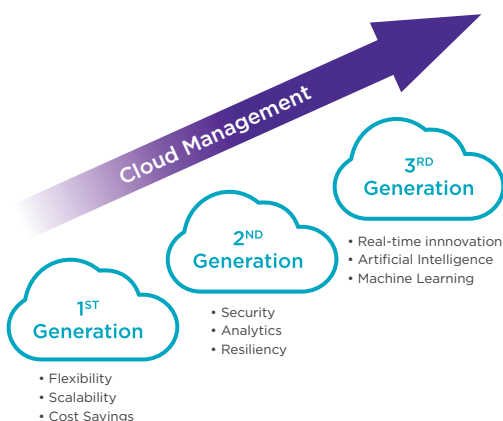 Cloud Management
3RD
Generation
• Real-time innnovation
• Artificial Intelligence
• Machine Learning
2ND
Generation
• Security
• Analytics
• Resiliency
1ST
Generation
• Flexibility
• Scalability
• Cost Savings